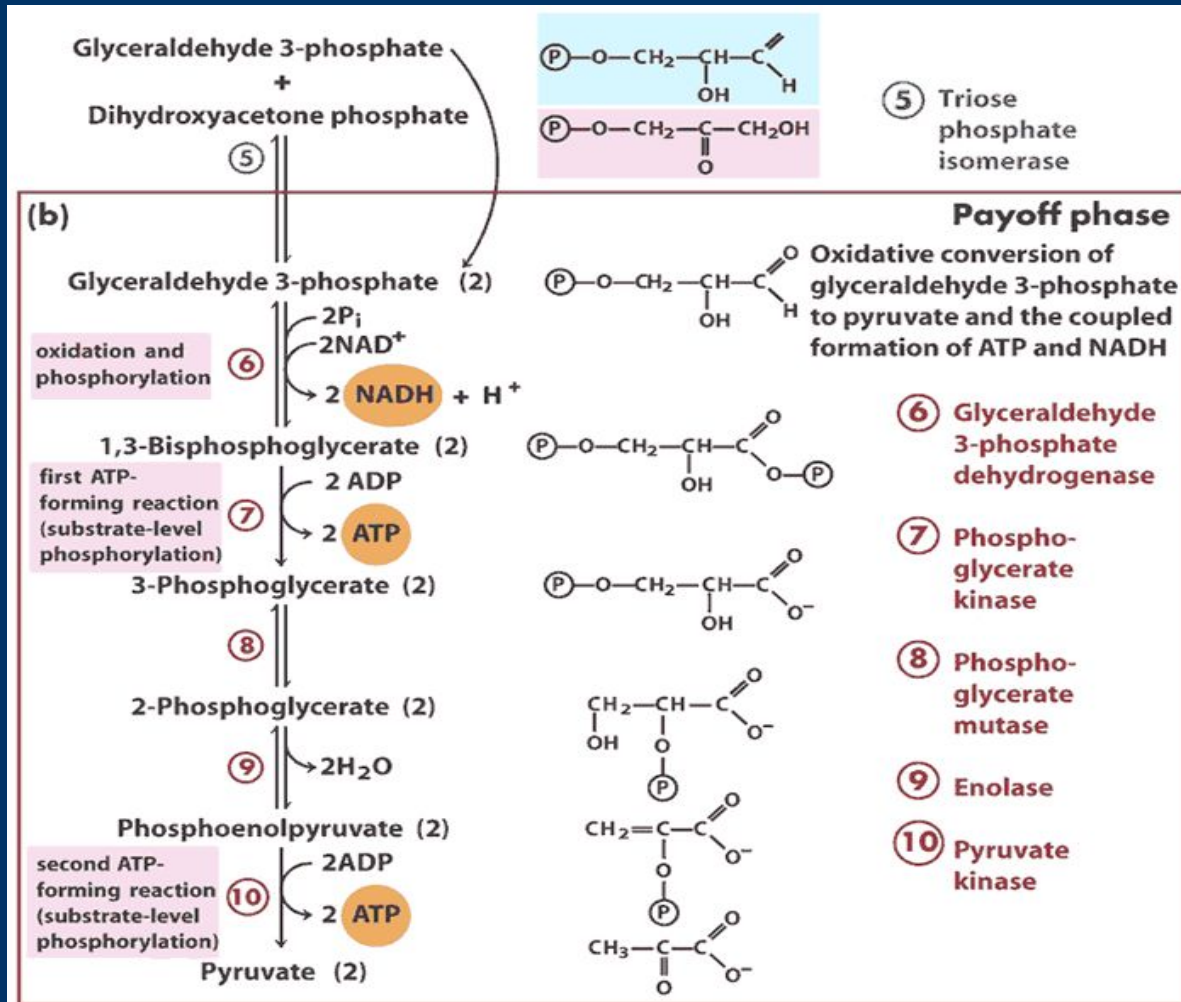 Glyceraldehyde 3-phosphate
+
Dihydroxyacetone phosphate
5
P—O—CH₂—CH—C
OH
H
P—O—CH₂—C—CH₂OH
O
5 Triose
phosphate
isomerase
(b)
Payoff phase
Oxidative conversion of
glyceraldehyde 3-phosphate
to pyruvate and the coupled
formation of ATP and NADH
Glyceraldehyde 3-phosphate (2)
P—O—CH₂—CH—C
O
OH
H
oxidation and
phosphorylation
6
2Pᵢ
2NAD⁺
2 NADH + H⁺
6 Glyceraldehyde
3-phosphate
dehydrogenase
1,3-Bisphosphoglycerate (2)
P—O—CH₂—CH—C
O
OH
O—P
first ATP-
forming reaction
(substrate-level
phosphorylation)
7
2 ADP
2 ATP
7 Phospho-
glycerate
kinase
3-Phosphoglycerate (2)
P—O—CH₂—CH—C
O
OH
O⁻
8
8 Phospho-
glycerate
mutase
2-Phosphoglycerate (2)
CH₂—CH—C
O
OH
O
O⁻
P
9
2H₂O
9 Enolase
Phosphoenolpyruvate (2)
CH₂=C—C
O
O
O⁻
P
second ATP-
forming reaction
(substrate-level
phosphorylation)
10
2ADP
2 ATP
10 Pyruvate
kinase
Pyruvate (2)
CH₃—C—C
O
O
O⁻